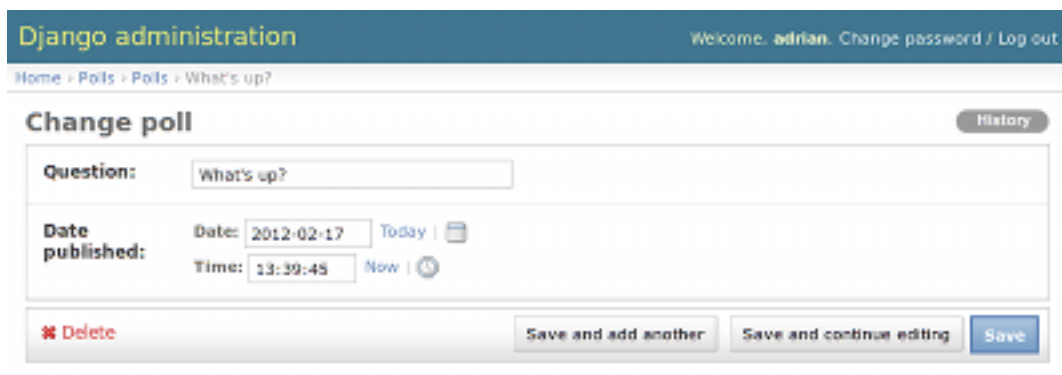 Django administration
Welcome, adrian. Change password / Log out
Home › Polls › Polls › What's up?
Change poll
History
Question:
What's up?
Date published:
Date: 2012-02-17 Today |
Time: 13:39:45 Now |
Delete
Save and add another
Save and continue editing
Save